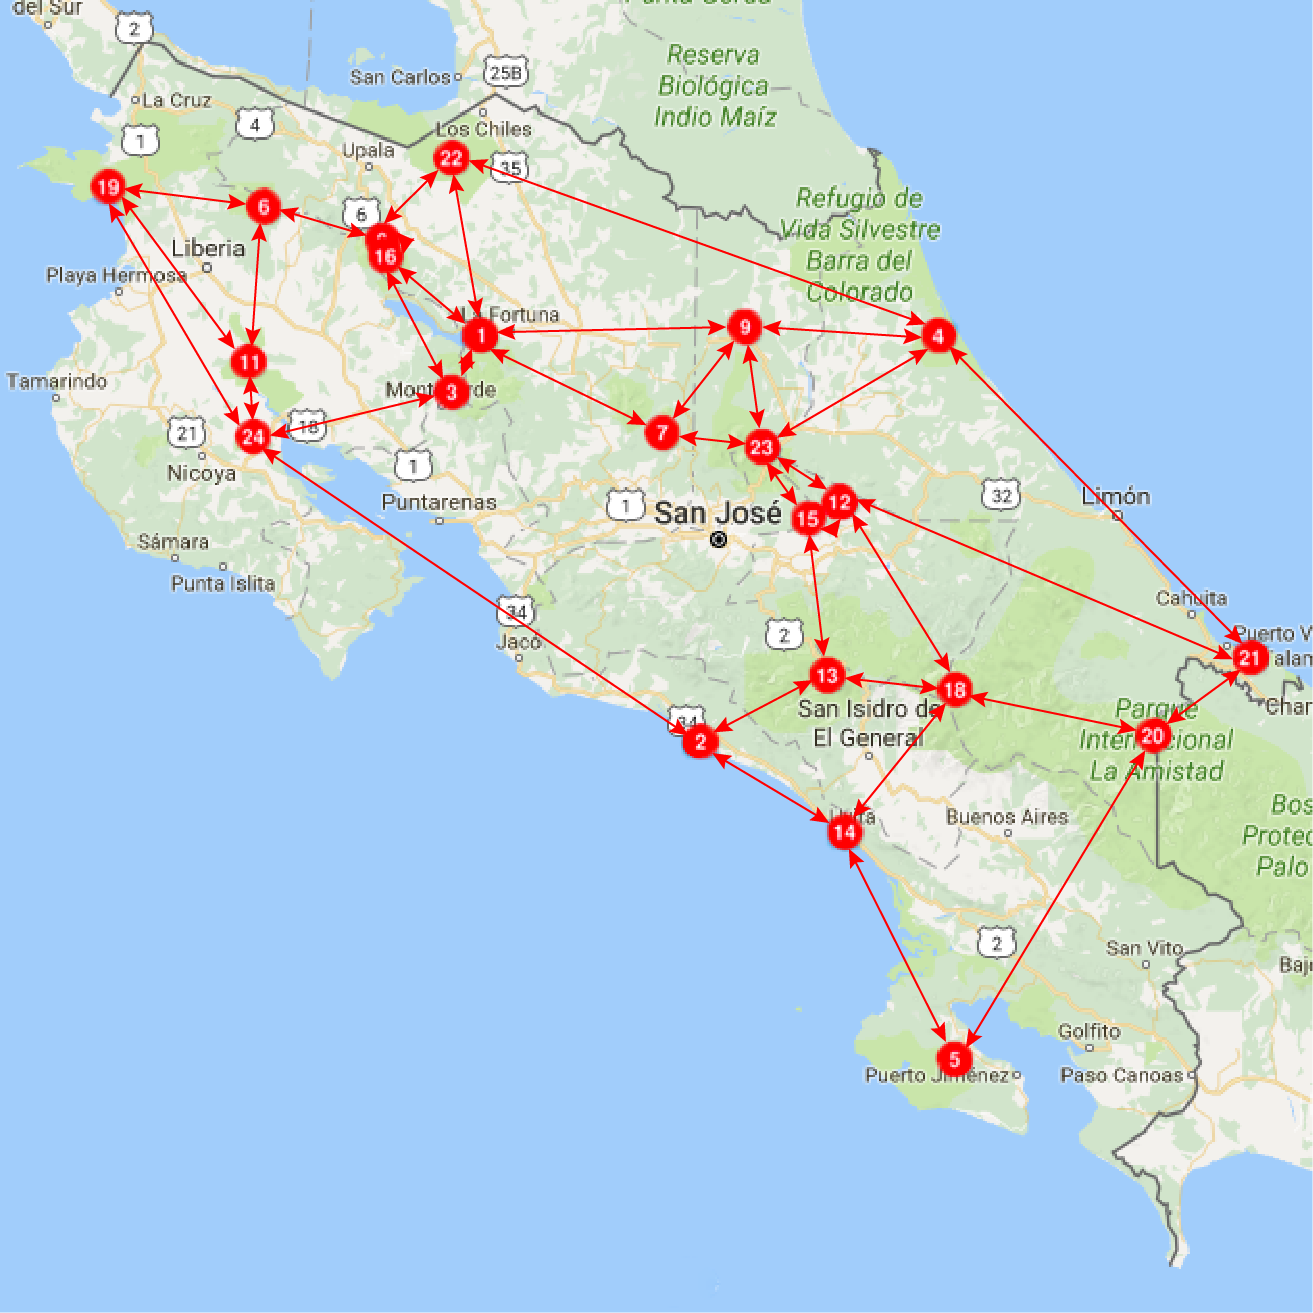 del Sur
Punta Gorda
2
Reserva
Biológica
Indio Maíz
San Carlos
25B
La Cruz
4
Los Chiles
1
Upala
22
35
19
6
6
Refugio de
Vida Silvestre
Barra del
Colorado
Liberia
16
Playa Hermosa
La Fortuna
1
9
4
11
Tamarindo
3
21
24
18
7
23
Nicoya
1
Puntarenas
1
San José
15
12
32
Limón
Sámara
Punta Islita
34
Jacó
2
Cahuita
Puerto V
Talam
21
13
18
San Isidro de
El General
Char
Parque
Internacional
La Amistad
20
34
2
14
Uvita
Buenos Aires
Bos
Protec
Palo
2
San Vito
Baj
Golfito
5
Puerto Jiménez
Paso Canoas